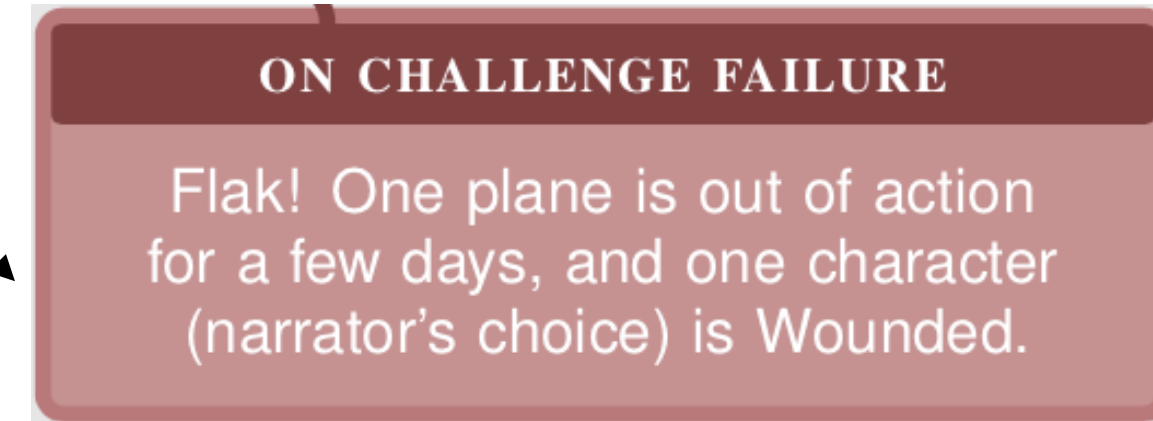 ON CHALLENGE FAILURE
Flak! One plane is out of action
for a few days, and one character
(narrator’s choice) is Wounded.